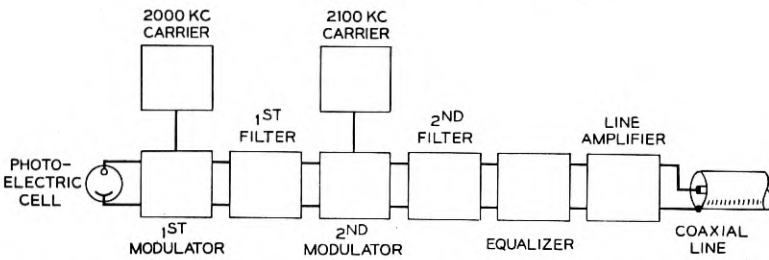 2000 KC
CARRIER
2100 KC
CARRIER
1ST
FILTER
2ND
FILTER
LINE
AMPLIFIER
PHOTO-
ELECTRIC
CELL
1ST
MODULATOR
2ND
MODULATOR
EQUALIZER
COAXIAL
LINE